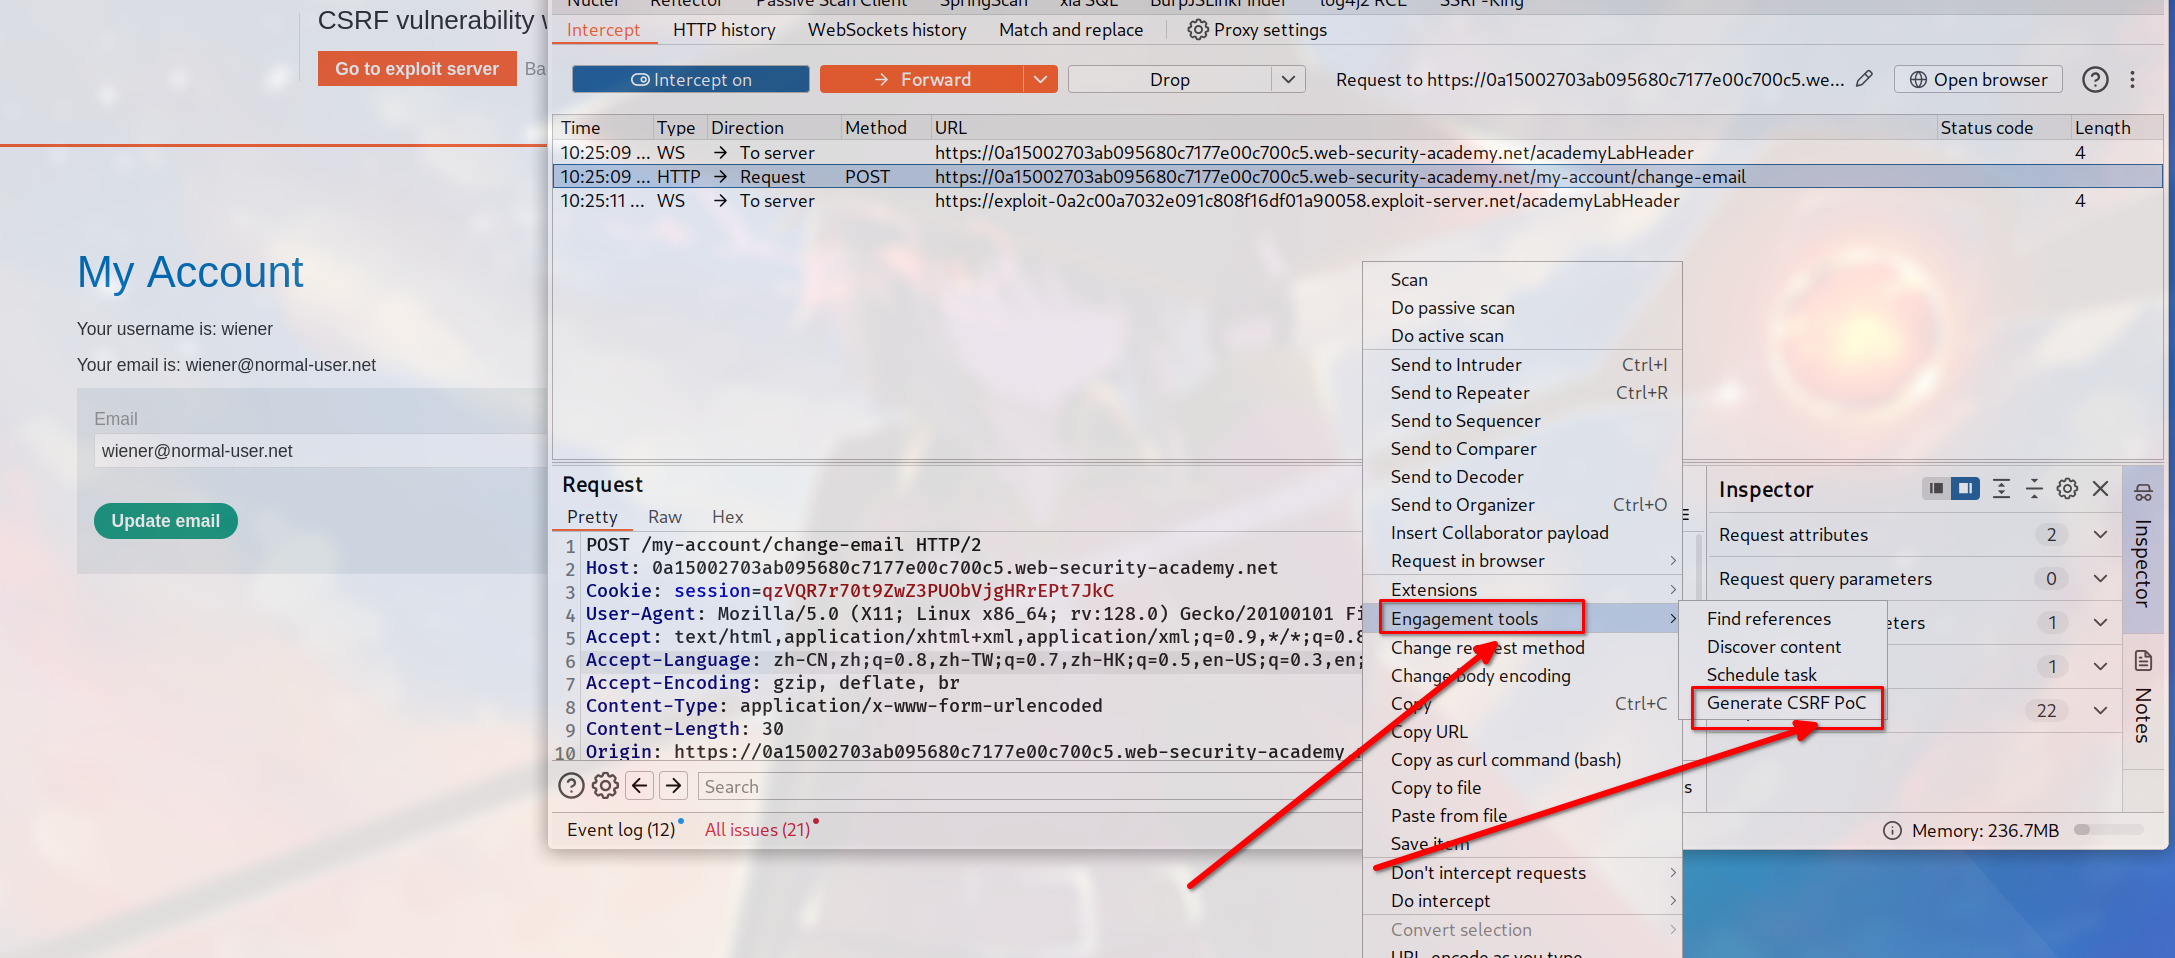 CSRF vulnerability
Go to exploit server
Ba
My Account
Your username is: wiener
Your email is: wiener@normal-user.net
Email
wiener@normal-user.net
Update email
Nuclei Reflector Passive Scan Client SpringScan xia SQL BurpJSLinkFinder log4j2 RCE SSRF-King
Intercept HTTP history WebSockets history Match and replace Proxy settings
Intercept on Forward Drop Request to https://0a15002703ab095680c7177e00c700c5.we... Open browser
Time Type Direction Method URL Status code Length
10:25:09 ... WS → To server https://0a15002703ab095680c7177e00c700c5.web-security-academy.net/academyLabHeader 4
10:25:09 ... HTTP → Request POST https://0a15002703ab095680c7177e00c700c5.web-security-academy.net/my-account/change-email
10:25:11 ... WS → To server https://exploit-0a2c00a7032e091c808f16df01a90058.exploit-server.net/academyLabHeader 4
Request
Pretty Raw Hex
1 POST /my-account/change-email HTTP/2
2 Host: 0a15002703ab095680c7177e00c700c5.web-security-academy.net
3 Cookie: session=qzVQR7r70t9ZwZ3PUObVjgHRrEPt7JkC
4 User-Agent: Mozilla/5.0 (X11; Linux x86_64; rv:128.0) Gecko/20100101 Fi
5 Accept: text/html,application/xhtml+xml,application/xml;q=0.9,*/*;q=0.8
6 Accept-Language: zh-CN,zh;q=0.8,zh-TW;q=0.7,zh-HK;q=0.5,en-US;q=0.3,en;
7 Accept-Encoding: gzip, deflate, br
8 Content-Type: application/x-www-form-urlencoded
9 Content-Length: 30
10 Origin: https://0a15002703ab095680c7177e00c700c5.web-security-academy
Search
Event log (12) All issues (21)
Scan
Do passive scan
Do active scan
Send to Intruder Ctrl+I
Send to Repeater Ctrl+R
Send to Sequencer
Send to Comparer
Send to Decoder
Send to Organizer Ctrl+O
Insert Collaborator payload
Request in browser
Extensions
Engagement tools
Change request method
Change body encoding
Copy Ctrl+C
Copy URL
Copy as curl command (bash)
Copy to file
Paste from file
Save item
Don't intercept requests
Do intercept
Convert selection
URL-encode as you type
Find references
Discover content
Schedule task
Generate CSRF PoC
Inspector
Request attributes 2
Request query parameters 0
eters 1
1
22
s
Inspector
Notes
Memory: 236.7MB